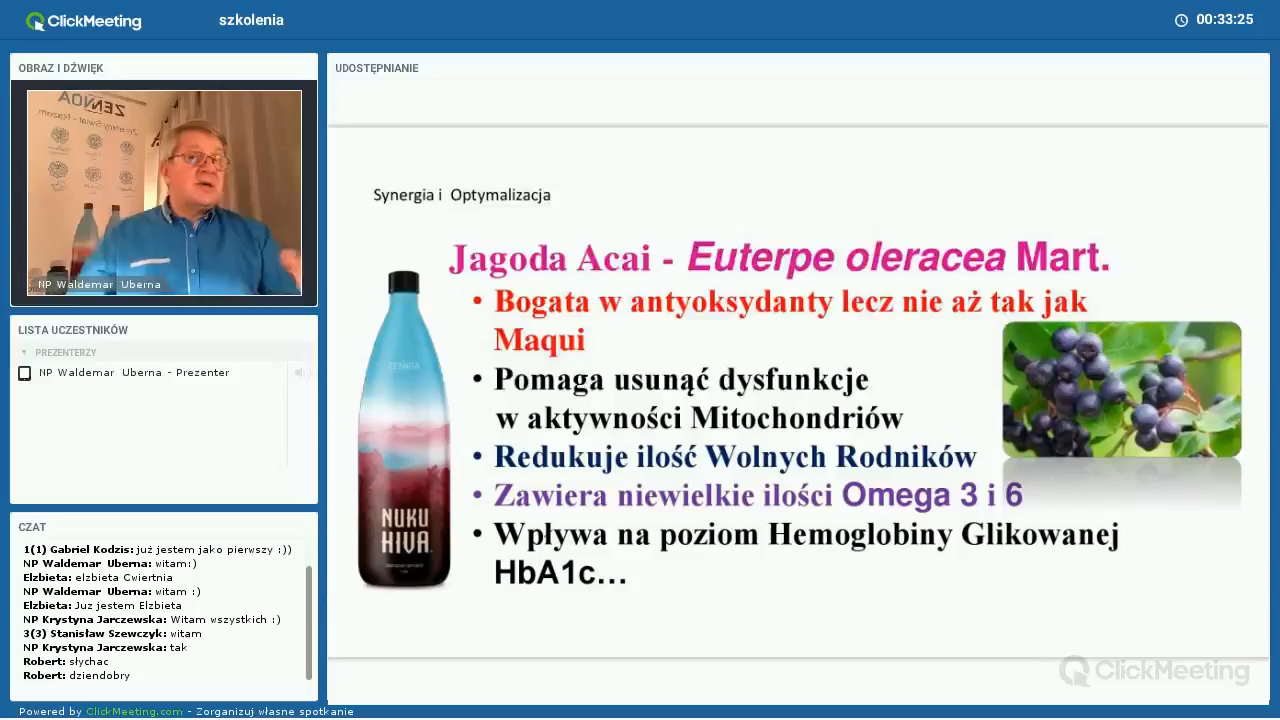 ClickMeeting
szkolenia
00:33:25
OBRAZ I DŹWIĘK
ZENNOA
NP Waldemar Uberna
LISTA UCZESTNIKÓW
PREZENTERZY
NP Waldemar Uberna - Prezenter
CZAT
1(1) Gabriel Kodzis: już jestem jako pierwszy :))
NP Waldemar Uberna: witam:)
Elzbieta: elzbieta Cwiertnia
NP Waldemar Uberna: witam :)
Elzbieta: Juz jestem Elzbieta
NP Krystyna Jarczewska: Witam wszystkich :)
3(3) Stanisław Szewczyk: witam
NP Krystyna Jarczewska: tak
Robert: słychac
Robert: dziendobry
UDOSTĘPNIANIE
Synergia i Optymalizacja
Jagoda Acai - Euterpe oleracea Mart.
• Bogata w antyoksydanty lecz nie aż tak jak
Maqui
• Pomaga usunąć dysfunkcje
w aktywności Mitochondriów
• Redukuje ilość Wolnych Rodników
• Zawiera niewielkie ilości Omega 3 i 6
• Wpływa na poziom Hemoglobiny Glikowanej
HbA1c...
NUKU
HIVA
ClickMeeting
Powered by ClickMeeting.com - Zorganizuj własne spotkanie